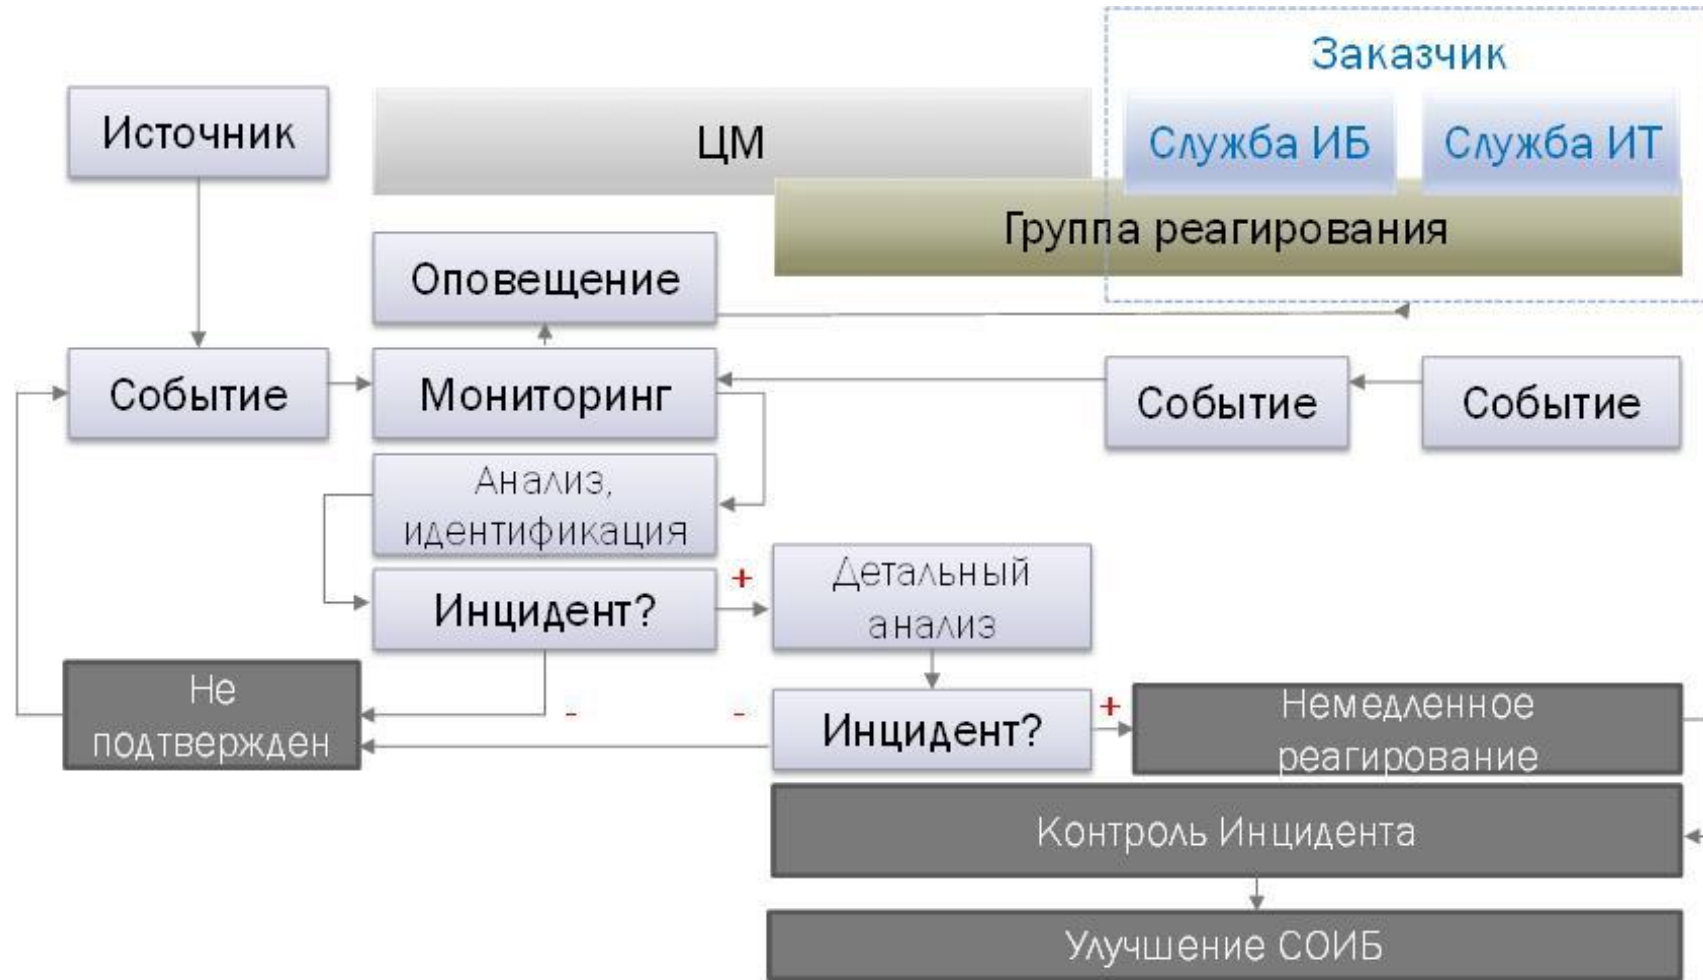 Заказчик
Источник
ЦМ
Служба ИБ
Служба ИТ
Группа реагирования
Оповещение
Событие
Мониторинг
Событие
Событие
Анализ,
идентификация
Инцидент?
+
Детальный
анализ
Не
подтвержден
-
-
Инцидент?
+
Немедленное
реагирование
Контроль Инцидента
Улучшение СОИБ